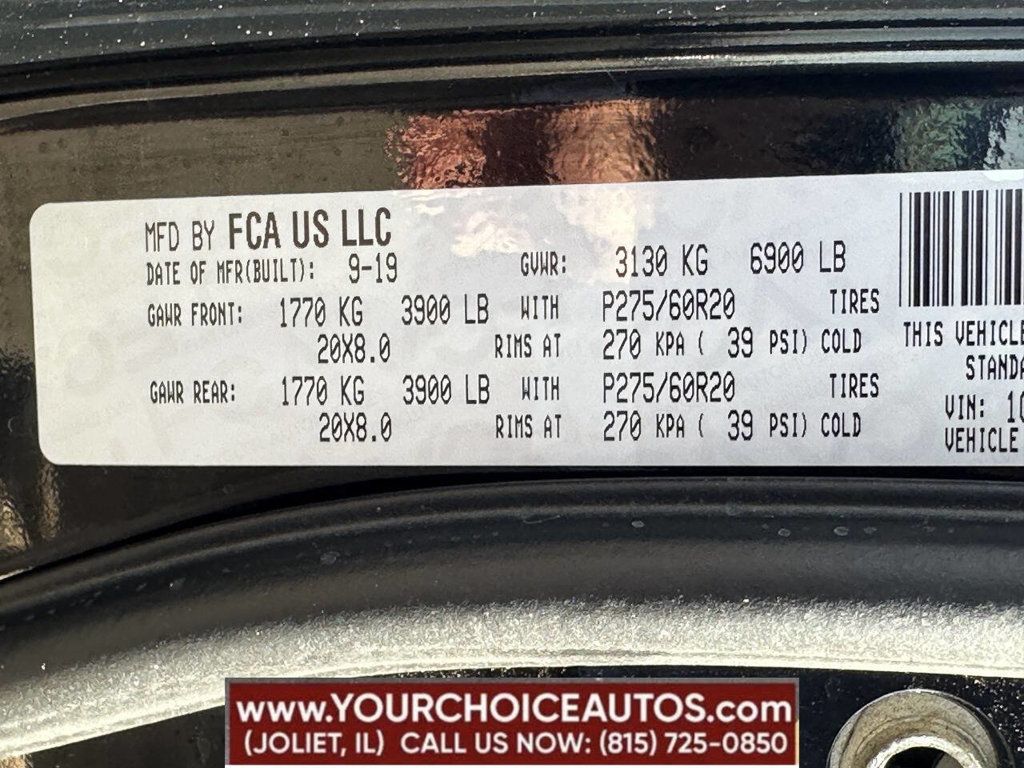 MFD BY FCA US LLC
DATE OF MFR(BUILT): 9-19 GVWR: 3130 KG 6900 LB
GAWR FRONT: 1770 KG 3900 LB WITH P275/60R20 TIRES
20X8.0 RIMS AT 270 KPA ( 39 PSI) COLD
GAWR REAR: 1770 KG 3900 LB WITH P275/60R20 TIRES
20X8.0 RIMS AT 270 KPA ( 39 PSI) COLD
THIS VEHICLE
STANDA
VIN: 1
VEHICLE
www.YOURCHOICEAUTOS.com
(JOLIET, IL) CALL US NOW: (815) 725-0850